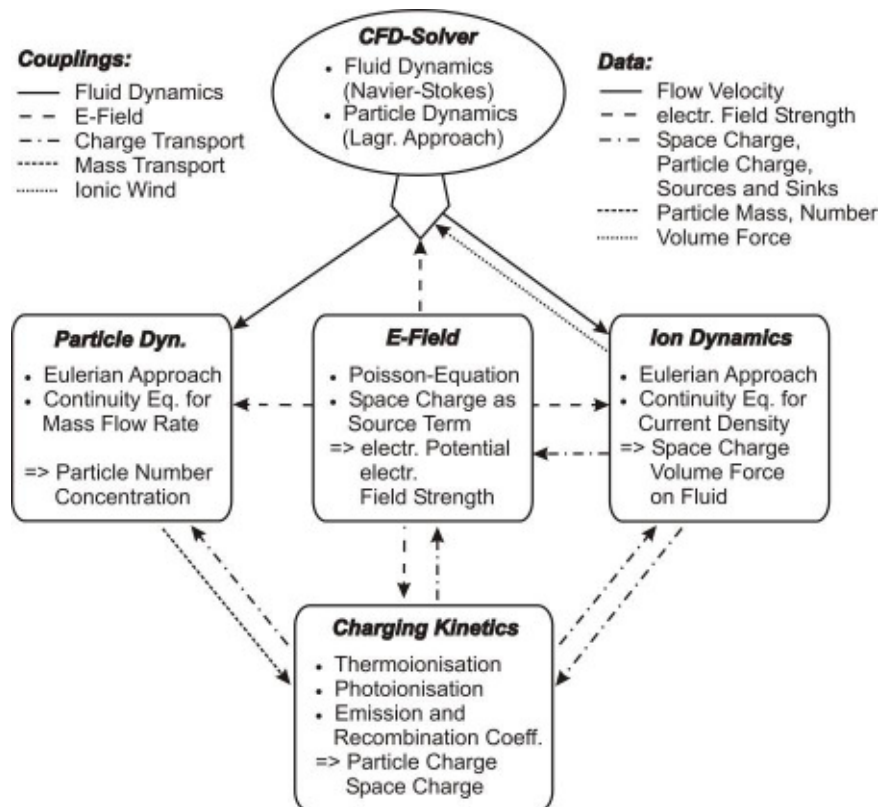 CFD-Solver
• Fluid Dynamics
(Navier-Stokes)
• Particle Dynamics
(Lagr. Approach)
Couplings:
Fluid Dynamics
E-Field
Charge Transport
Mass Transport
Ionic Wind
Data:
Flow Velocity
electr. Field Strength
Space Charge,
Particle Charge,
Sources and Sinks
Particle Mass, Number
Volume Force
Particle Dyn.
• Eulerian Approach
• Continuity Eq. for
Mass Flow Rate
=> Particle Number
Concentration
E-Field
• Poisson-Equation
• Space Charge as
Source Term
=> electr. Potential
electr.
Field Strength
Ion Dynamics
• Eulerian Approach
• Continuity Eq. for
Current Density
=> Space Charge
Volume Force
on Fluid
Charging Kinetics
• Thermoionisation
• Photoionisation
• Emission and
Recombination Coeff.
=> Particle Charge
Space Charge